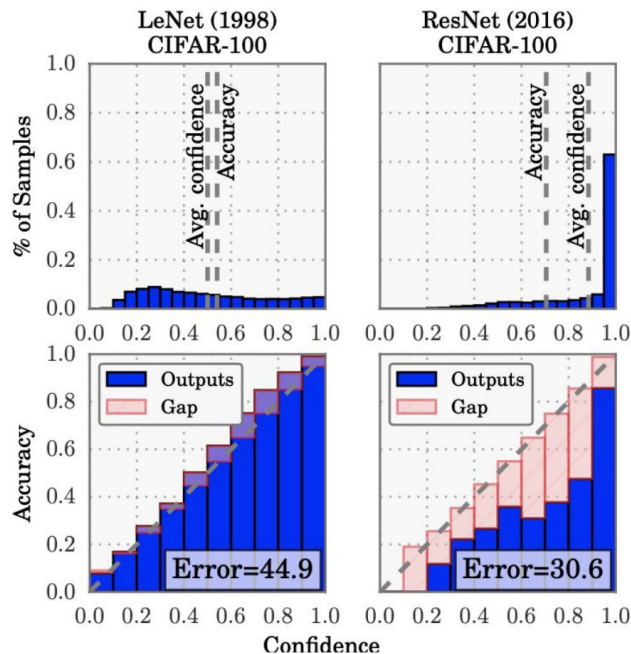 LeNet (1998)
CIFAR-100
ResNet (2016)
CIFAR-100
% of Samples
1.0
0.8
0.6
0.4
0.2
0.0
Avg. confidence
Accuracy
Accuracy
Avg. confidence
0.0 0.2 0.4 0.6 0.8 1.0
0.0 0.2 0.4 0.6 0.8 1.0
Accuracy
1.0
0.8
0.6
0.4
0.2
0.0
Outputs
Gap
Error=44.9
Outputs
Gap
Error=30.6
0.0 0.2 0.4 0.6 0.8 1.0
0.0 0.2 0.4 0.6 0.8 1.0
Confidence